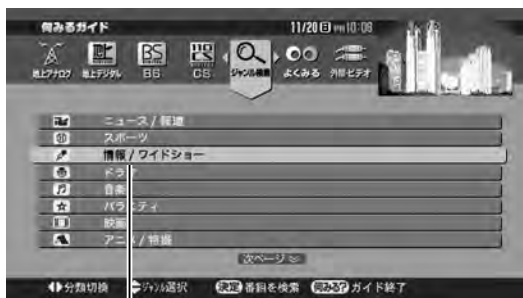 何みるガイド 11/20 日 PM 10:06
地上アナログ 地上デジタル BS CS 110 ジャンル検索 よくみる 外部ビデオ
ニュース/報道
スポーツ
情報/ワイドショー
ドラマ
音楽
バラエティ
映画
アニメ/特撮
次ページ
分類切換 ジャンル選択 決定 番組を検索 何みる? ガイド終了